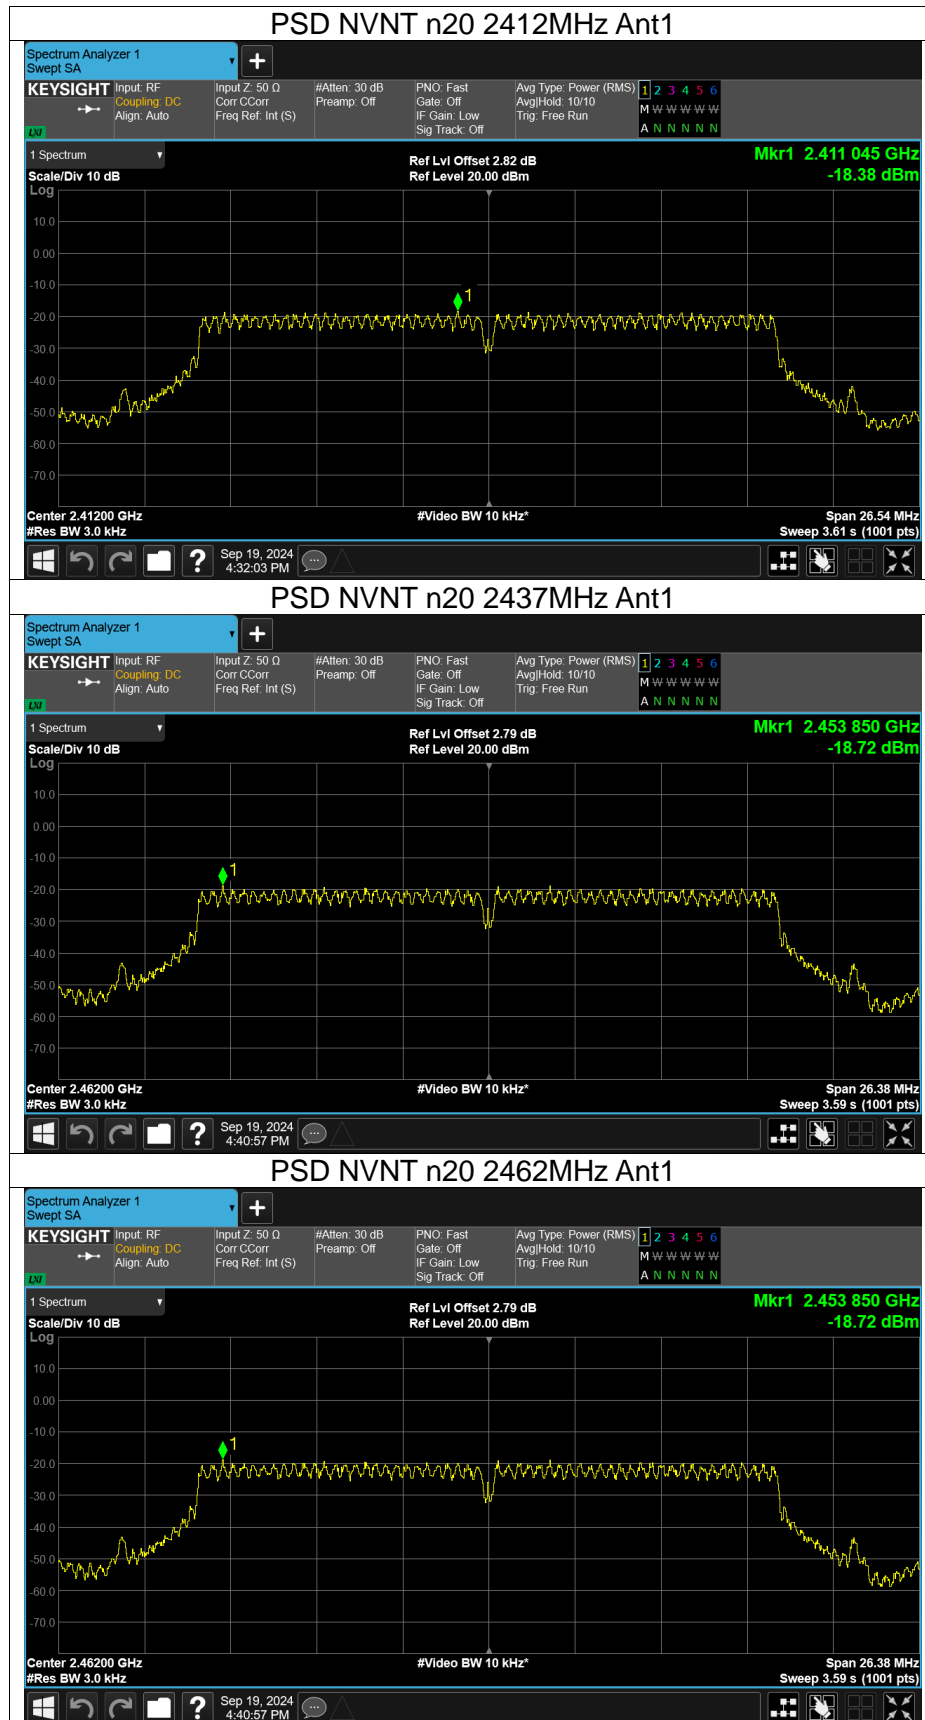 PSD NVNT n20 2412MHz Ant1
Spectrum Analyzer 1
Swept SA
▼
+
KEYSIGHT
Input: RF
Coupling: DC
Align: Auto
LXI
Input Z: 50 Ω
Corr CCorr
Freq Ref: Int (S)
#Atten: 30 dB
Preamp: Off
PNO: Fast
Gate: Off
IF Gain: Low
Sig Track: Off
Avg Type: Power (RMS)
Avg|Hold: 10/10
Trig: Free Run
1 2 3 4 5 6
M W W W W W
A N N N N N
1 Spectrum ▼
Scale/Div 10 dB
Log
Ref Lvl Offset 2.82 dB
Ref Level 20.00 dBm
Mkr1 2.411 045 GHz
-18.38 dBm
10.0
0.00
-10.0
-20.0
-30.0
-40.0
-50.0
-60.0
-70.0
1
Center 2.41200 GHz
#Res BW 3.0 kHz
#Video BW 10 kHz*
Span 26.54 MHz
Sweep 3.61 s (1001 pts)
?
Sep 19, 2024
4:32:03 PM
PSD NVNT n20 2437MHz Ant1
Spectrum Analyzer 1
Swept SA
▼
+
KEYSIGHT
Input: RF
Coupling: DC
Align: Auto
LXI
Input Z: 50 Ω
Corr CCorr
Freq Ref: Int (S)
#Atten: 30 dB
Preamp: Off
PNO: Fast
Gate: Off
IF Gain: Low
Sig Track: Off
Avg Type: Power (RMS)
Avg|Hold: 10/10
Trig: Free Run
1 2 3 4 5 6
M W W W W W
A N N N N N
1 Spectrum ▼
Scale/Div 10 dB
Log
Ref Lvl Offset 2.79 dB
Ref Level 20.00 dBm
Mkr1 2.453 850 GHz
-18.72 dBm
10.0
0.00
-10.0
-20.0
-30.0
-40.0
-50.0
-60.0
-70.0
1
Center 2.46200 GHz
#Res BW 3.0 kHz
#Video BW 10 kHz*
Span 26.38 MHz
Sweep 3.59 s (1001 pts)
?
Sep 19, 2024
4:40:57 PM
PSD NVNT n20 2462MHz Ant1
Spectrum Analyzer 1
Swept SA
▼
+
KEYSIGHT
Input: RF
Coupling: DC
Align: Auto
LXI
Input Z: 50 Ω
Corr CCorr
Freq Ref: Int (S)
#Atten: 30 dB
Preamp: Off
PNO: Fast
Gate: Off
IF Gain: Low
Sig Track: Off
Avg Type: Power (RMS)
Avg|Hold: 10/10
Trig: Free Run
1 2 3 4 5 6
M W W W W W
A N N N N N
1 Spectrum ▼
Scale/Div 10 dB
Log
Ref Lvl Offset 2.79 dB
Ref Level 20.00 dBm
Mkr1 2.453 850 GHz
-18.72 dBm
10.0
0.00
-10.0
-20.0
-30.0
-40.0
-50.0
-60.0
-70.0
1
Center 2.46200 GHz
#Res BW 3.0 kHz
#Video BW 10 kHz*
Span 26.38 MHz
Sweep 3.59 s (1001 pts)
?
Sep 19, 2024
4:40:57 PM